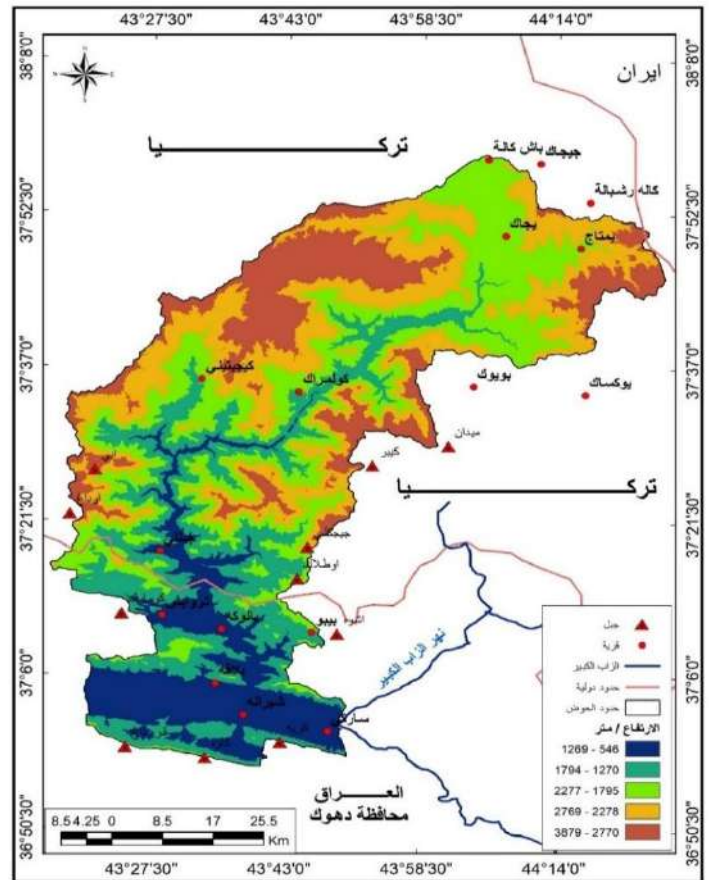 43°27'30" 43°43'0" 43°58'30" 44°14'0"
38°8'0" 38°8'0"
ايران
N
تركـــــــــيا
باش كالة جيجاك
كاله رشبالة
37°52'30" 37°52'30"
يجاك
يمتاج
37°37'0" 37°37'0"
كولمراك
بويوك
يوكساك
ميدان
كيبر
تركـــــــــيا
37°21'30" 37°21'30"
بيبو
نهر الزاب الكبير
37°6'0" 37°6'0"
شيرانه
العـــــراق
محافظة دهوك
جبل
قرية
الزاب الكبير
حدود دولية
حدود الحوض
الارتفاع / متر
1269 - 546
1794 - 1270
2277 - 1795
2769 - 2278
3879 - 2770
8.5 4.25 0 8.5 17 25.5
Km
36°50'30" 36°50'30"
43°27'30" 43°43'0" 43°58'30" 44°14'0"